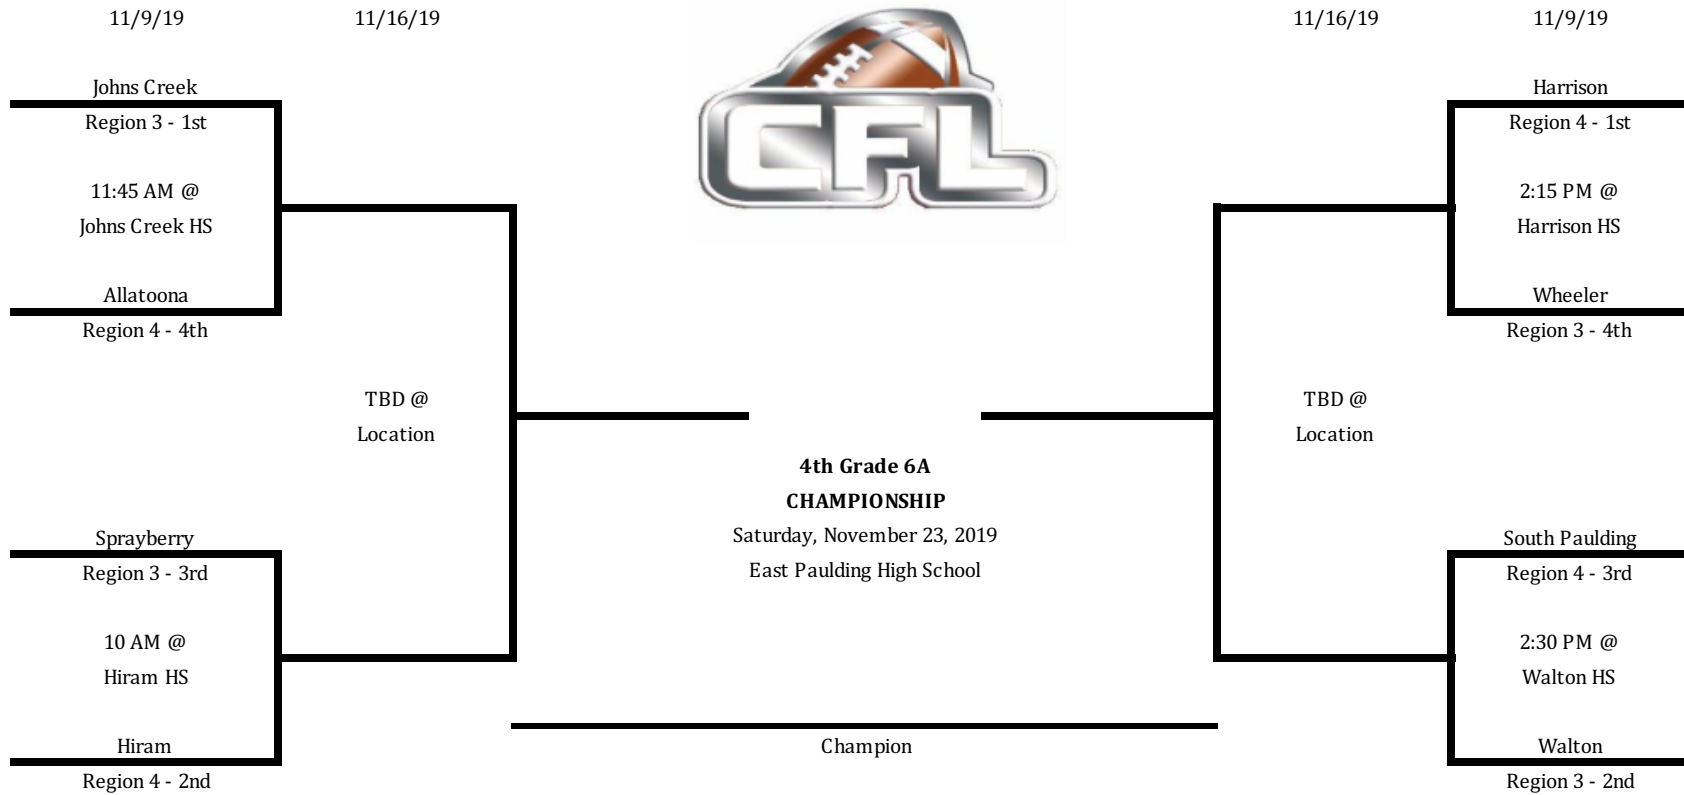 11/9/19
11/16/19
11/16/19
11/9/19
CFL
Johns Creek
Region 3 - 1st
11:45 AM @
Johns Creek HS
Allatoona
Region 4 - 4th
TBD @
Location
Sprayberry
Region 3 - 3rd
10 AM @
Hiram HS
Hiram
Region 4 - 2nd
4th Grade 6A
CHAMPIONSHIP
Saturday, November 23, 2019
East Paulding High School
Champion
Harrison
Region 4 - 1st
2:15 PM @
Harrison HS
Wheeler
Region 3 - 4th
TBD @
Location
South Paulding
Region 4 - 3rd
2:30 PM @
Walton HS
Walton
Region 3 - 2nd